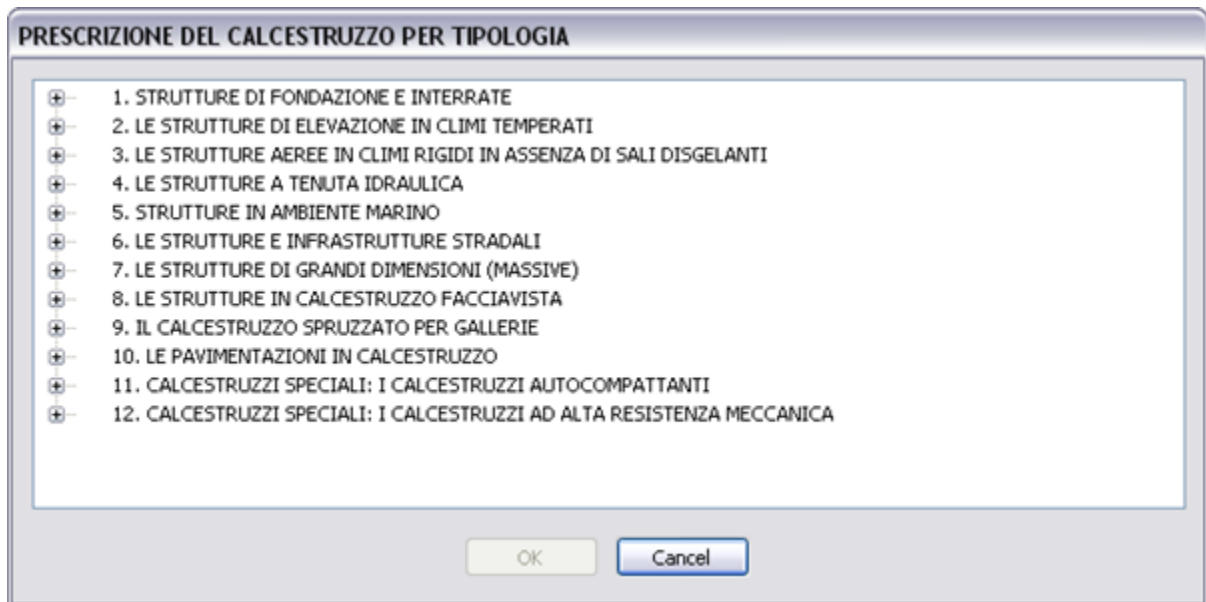 PRESCRIZIONE DEL CALCESTRUZZO PER TIPOLOGIA
1. STRUTTURE DI FONDAZIONE E INTERRATE
2. LE STRUTTURE DI ELEVAZIONE IN CLIMI TEMPERATI
3. LE STRUTTURE AEREE IN CLIMI RIGIDI IN ASSENZA DI SALI DISGELANTI
4. LE STRUTTURE A TENUTA IDRAULICA
5. STRUTTURE IN AMBIENTE MARINO
6. LE STRUTTURE E INFRASTRUTTURE STRADALI
7. LE STRUTTURE DI GRANDI DIMENSIONI (MASSIVE)
8. LE STRUTTURE IN CALCESTRUZZO FACCIAVISTA
9. IL CALCESTRUZZO SPRUZZATO PER GALLERIE
10. LE PAVIMENTAZIONI IN CALCESTRUZZO
11. CALCESTRUZZI SPECIALI: I CALCESTRUZZI AUTOCOMPATTANTI
12. CALCESTRUZZI SPECIALI: I CALCESTRUZZI AD ALTA RESISTENZA MECCANICA
OK Cancel